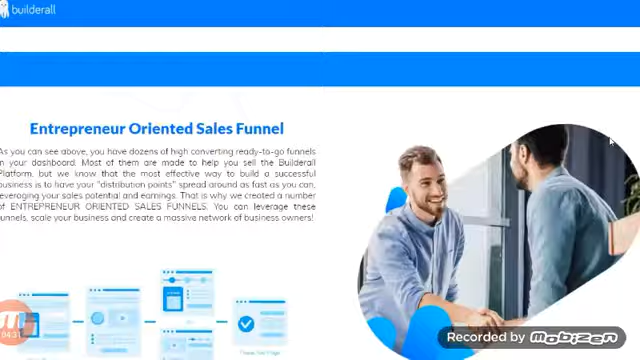 builderall
Entrepreneur Oriented Sales Funnel
As you can see above, you have dozens of high converting ready-to-go funnels
in your dashboard. Most of them are made to help you sell the Builderall
Platform, but we know that the most effective way to build a successful
business is to have your "distribution points" spread around as fast as you can,
leveraging your sales potential and earnings. That is why we created a number
of ENTREPRENEUR ORIENTED SALES FUNNELS. You can leverage these
funnels, scale your business and create a massive network of business owners!
04:31
Recorded by Mobizen